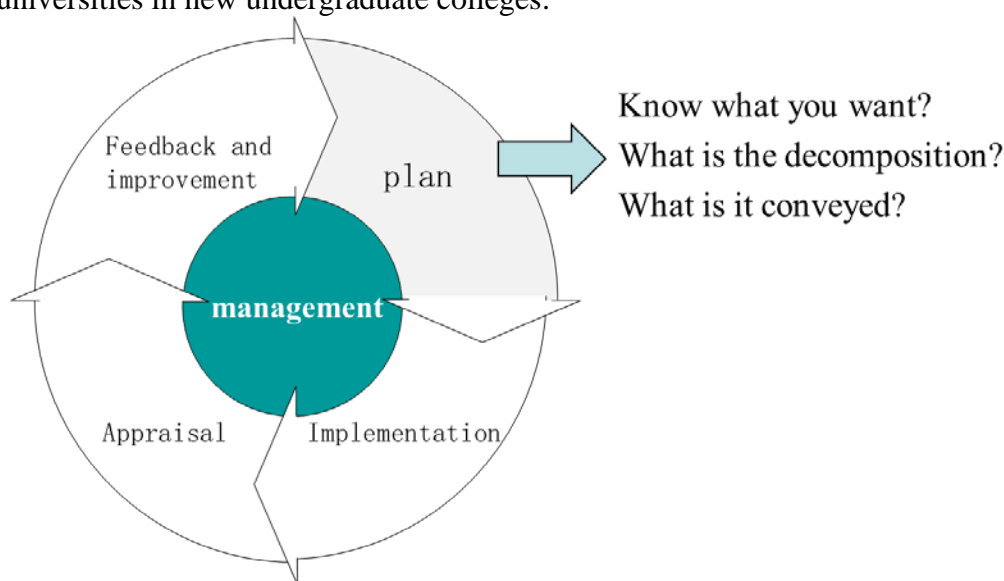 universities in new undergraduate colleges.
Feedback and
improvement
plan
Know what you want?
What is the decomposition?
What is it conveyed?
management
Appraisal
Implementation